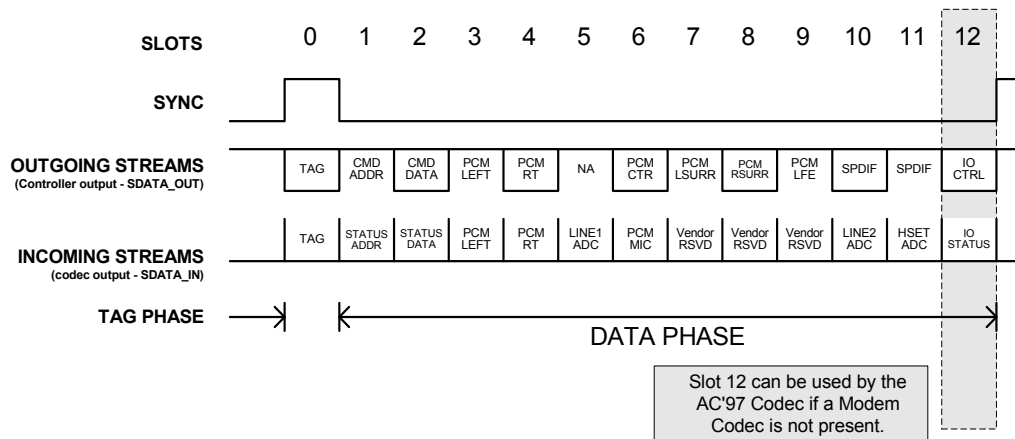 SLOTS 0 1 2 3 4 5 6 7 8 9 10 11 12
SYNC
OUTGOING STREAMS
(Controller output - SDATA_OUT)
TAG
CMD
ADDR
CMD
DATA
PCM
LEFT
PCM
RT
NA
PCM
CTR
PCM
LSURR
PCM
RSURR
PCM
LFE
SPDIF
SPDIF
IO
CTRL
INCOMING STREAMS
(codec output - SDATA_IN)
TAG
STATUS
ADDR
STATUS
DATA
PCM
LEFT
PCM
RT
LINE1
ADC
PCM
MIC
Vendor
RSVD
Vendor
RSVD
Vendor
RSVD
LINE2
ADC
HSET
ADC
IO
STATUS
TAG PHASE
DATA PHASE
Slot 12 can be used by the
AC'97 Codec if a Modem
Codec is not present.